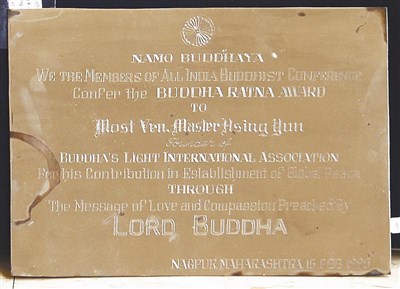 NAMO BUDDHAYA
WE THE MEMBERS OF ALL INDIA BUDDHIST CONFERENCE
CONFER THE BUDDHA RATNA AWARD
TO
Most Ven. Master Hsing Yun
Founder of
BUDDHA'S LIGHT INTERNATIONAL ASSOCIATION
For his Contribution in Establishment of Global Peace
THROUGH
The Message of Love and Compassion Preached By
LORD BUDDHA
NAGPUR MAHARASHTRA 15 FEB